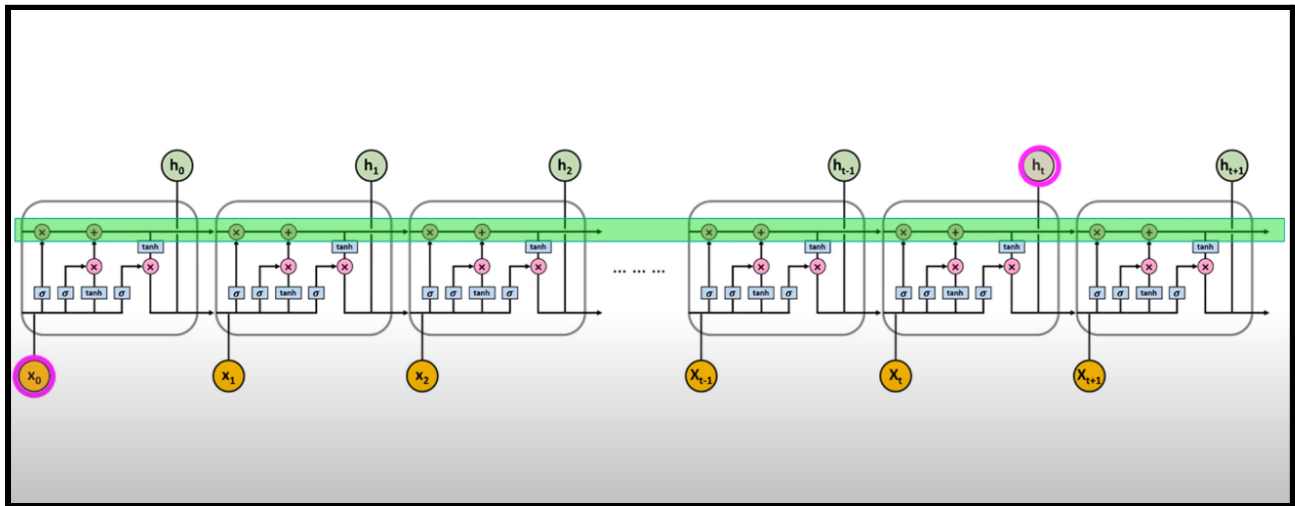 h0 h1 h2 ht-1 ht ht+1
× + × + × + × + × + × +
tanh tanh tanh tanh tanh tanh
× × × × × × × × × × × ×
... ... ...
σ σ tanh σ σ σ tanh σ σ σ tanh σ σ σ tanh σ σ σ tanh σ σ σ tanh σ
x0 x1 x2 Xt-1 Xt Xt+1